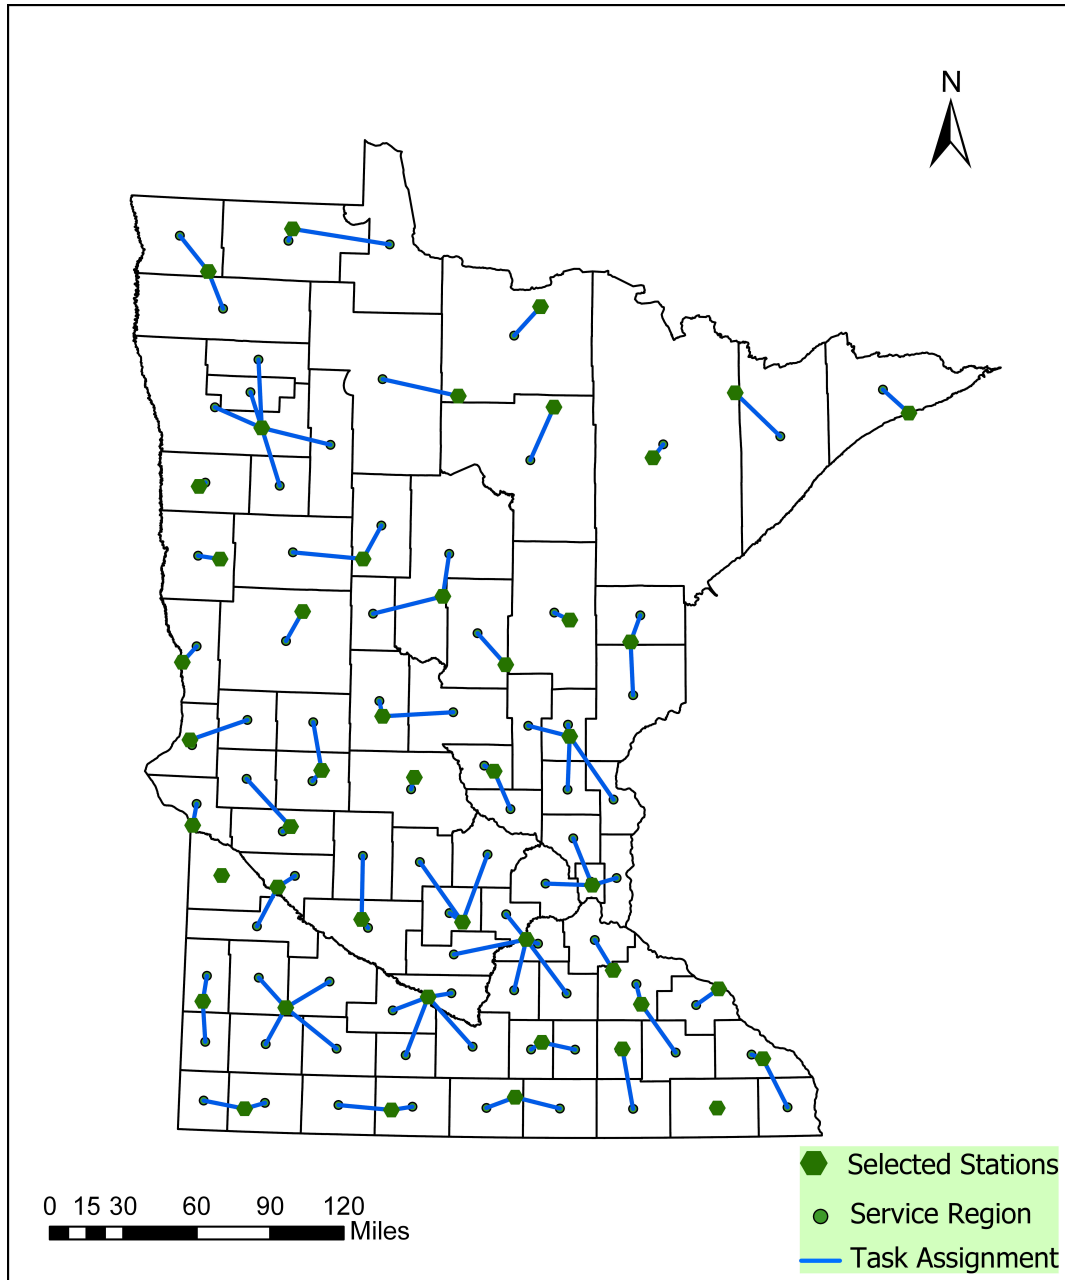 N
Selected Stations
Service Region
Task Assignment
0 15 30 60 90 120
Miles